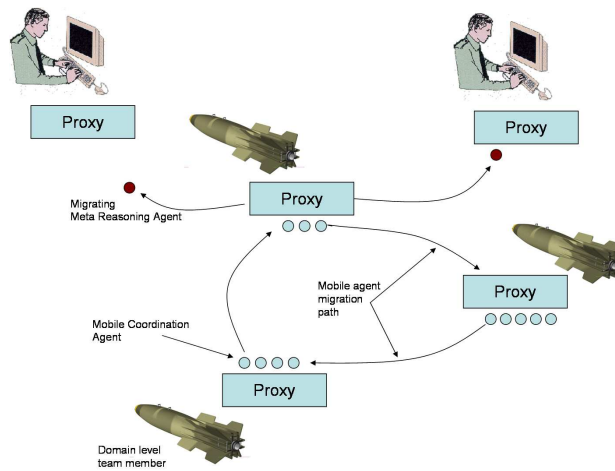 Proxy
Proxy
Proxy
Migrating
Meta Reasoning Agent
Proxy
Mobile agent
migration
path
Mobile Coordination
Agent
Proxy
Domain level
team member